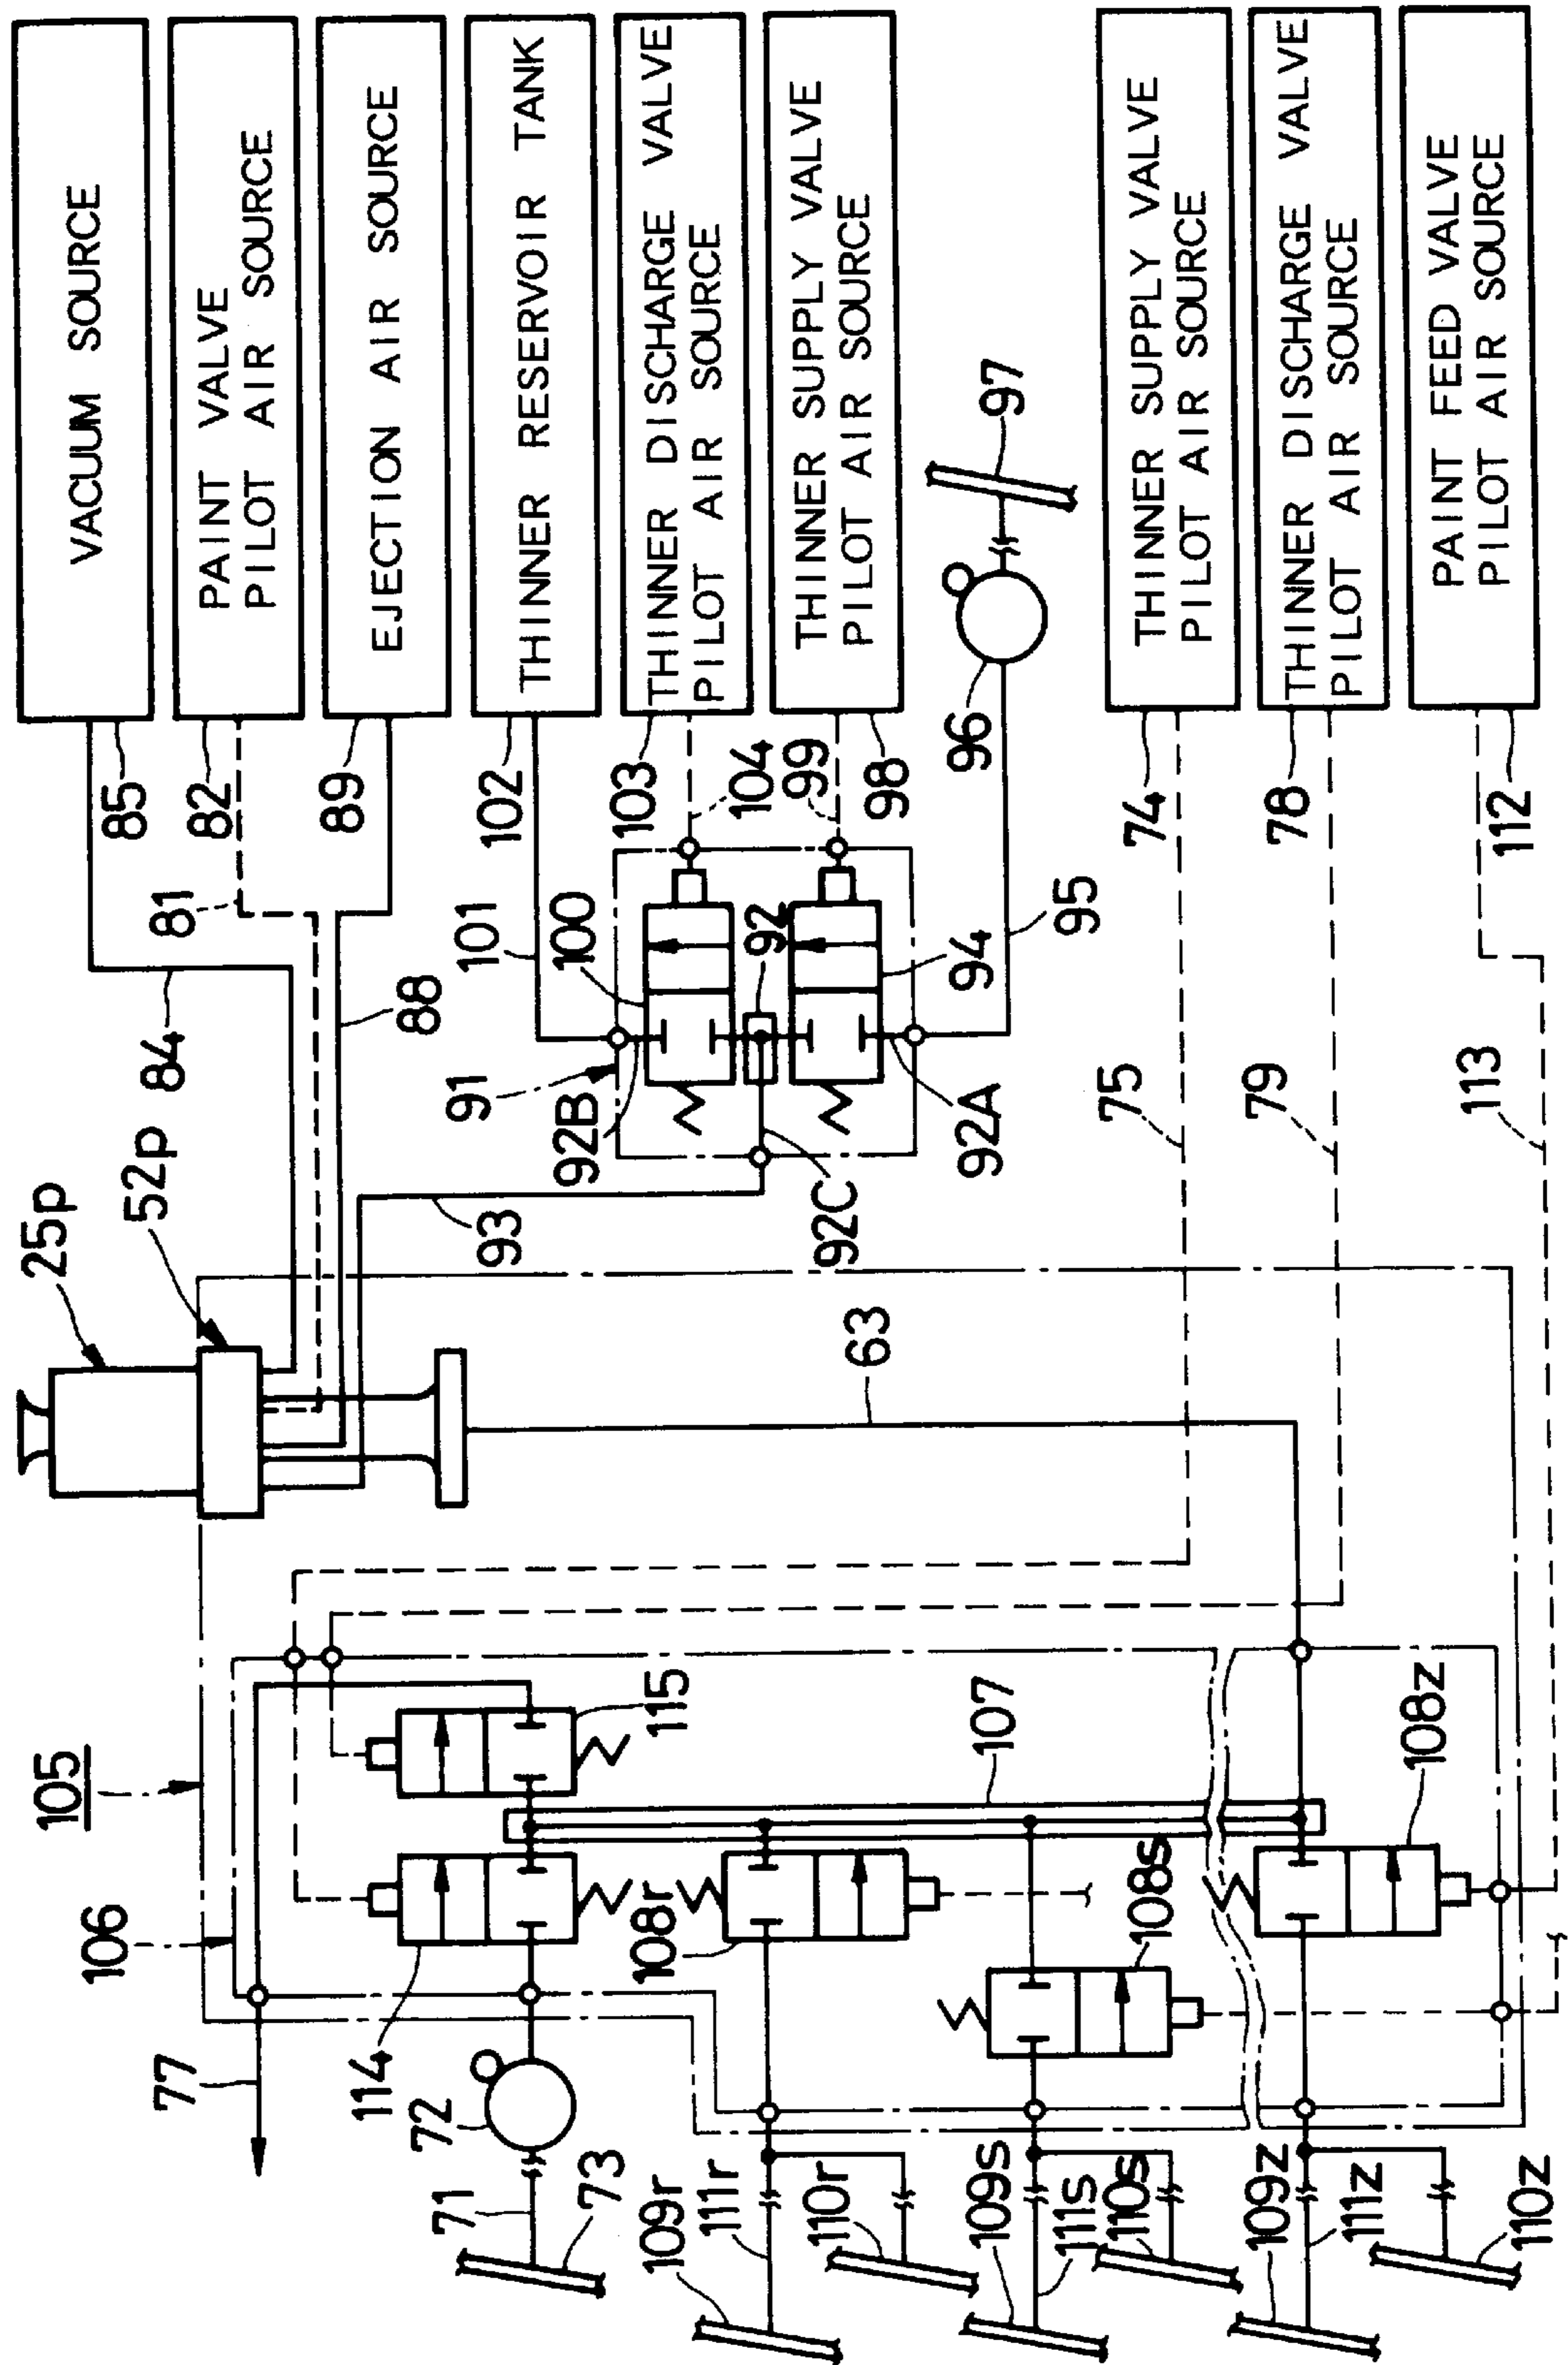 VACUUM SOURCE
PAINT VALVE
PILOT AIR SOURCE
EJECTION AIR SOURCE
THINNER RESERVOIR TANK
THINNER DISCHARGE VALVE
PILOT AIR SOURCE
THINNER SUPPLY VALVE
PILOT AIR SOURCE
THINNER SUPPLY VALVE
PILOT AIR SOURCE
THINNER DISCHARGE VALVE
PILOT AIR SOURCE
PAINT FEED VALVE
PILOT AIR SOURCE
85
82
89
102
103
104
99
98
96
97
74
78
112
81
84
88
101
100
92
94
95
91
92B
92A
92C
93
75
79
113
25p
52p
63
105
106
115
107
108z
108r
108s
77
114
72
71
73
109r
111r
110r
109s
111s
110s
109z
111z
110z